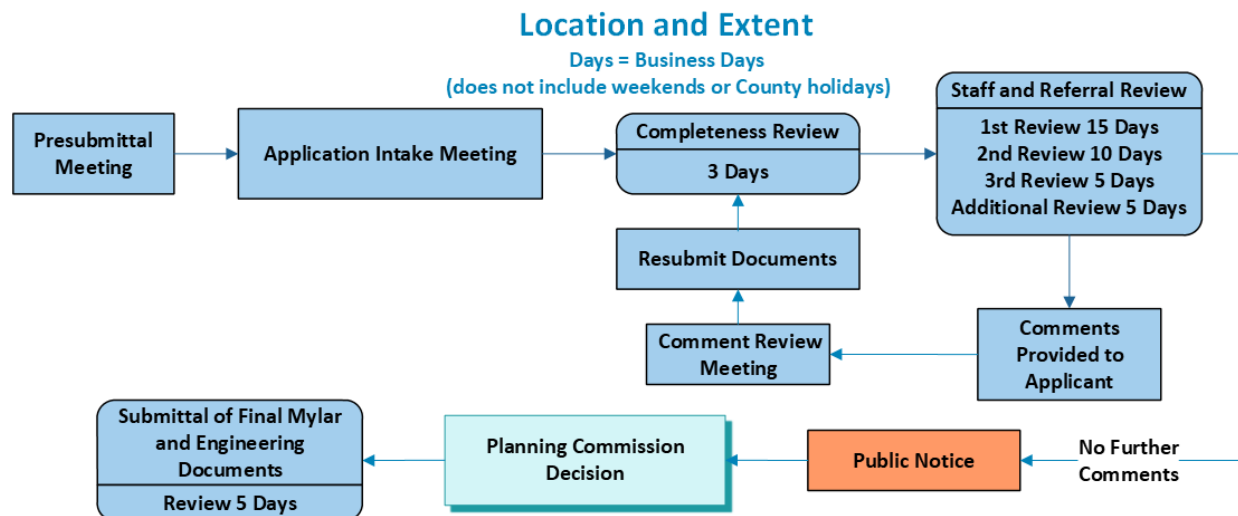 Location and Extent
Days = Business Days
(does not include weekends or County holidays)
Presubmittal
Meeting
Application Intake Meeting
Completeness Review
3 Days
Staff and Referral Review
1st Review 15 Days
2nd Review 10 Days
3rd Review 5 Days
Additional Review 5 Days
Resubmit Documents
Comment Review
Meeting
Comments
Provided to
Applicant
Submittal of Final Mylar
and Engineering
Documents
Review 5 Days
Planning Commission
Decision
Public Notice
No Further
Comments